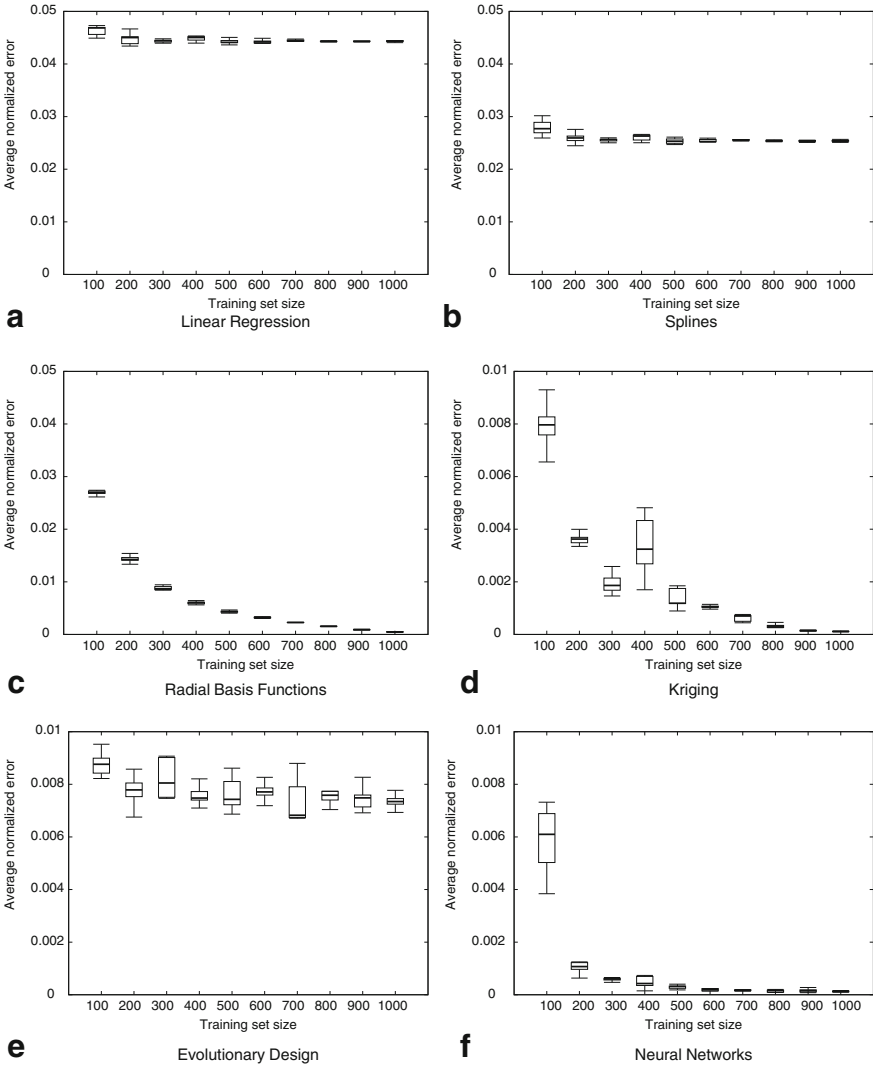 Average normalized error
0.05
0.04
0.03
0.02
0.01
0
100 200 300 400 500 600 700 800 900 1000
Training set size
a
Linear Regression
Average normalized error
0.05
0.04
0.03
0.02
0.01
0
100 200 300 400 500 600 700 800 900 1000
Training set size
b
Splines
Average normalized error
0.05
0.04
0.03
0.02
0.01
0
100 200 300 400 500 600 700 800 900 1000
Training set size
c
Radial Basis Functions
Average normalized error
0.01
0.008
0.006
0.004
0.002
0
100 200 300 400 500 600 700 800 900 1000
Training set size
d
Kriging
Average normalized error
0.01
0.008
0.006
0.004
0.002
0
100 200 300 400 500 600 700 800 900 1000
Training set size
e
Evolutionary Design
Average normalized error
0.01
0.008
0.006
0.004
0.002
0
100 200 300 400 500 600 700 800 900 1000
Training set size
f
Neural Networks